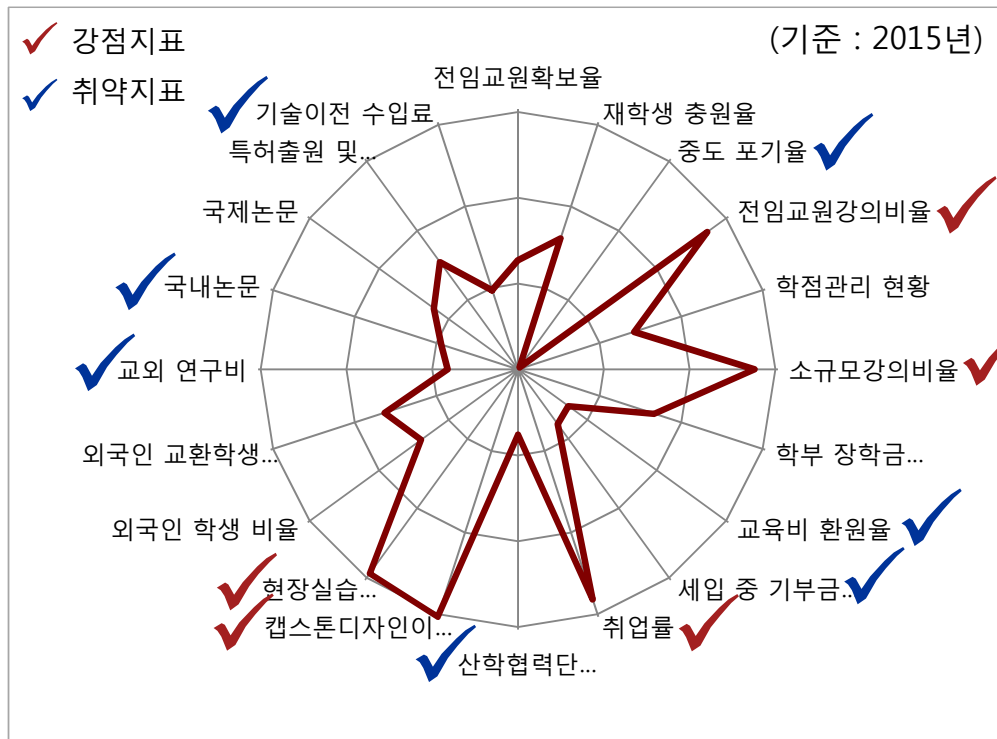 강점지표
취약지표
(기준 : 2015년)
전임교원확보율
재학생 충원율
중도 포기율
전임교원강의비율
학점관리 현황
소규모강의비율
학부 장학금...
교육비 환원율
세입 중 기부금...
취업률
산학협력단...
캡스톤디자인이...
현장실습...
외국인 학생 비율
외국인 교환학생...
교외 연구비
국내논문
국제논문
특허출원 및...
기술이전 수입료